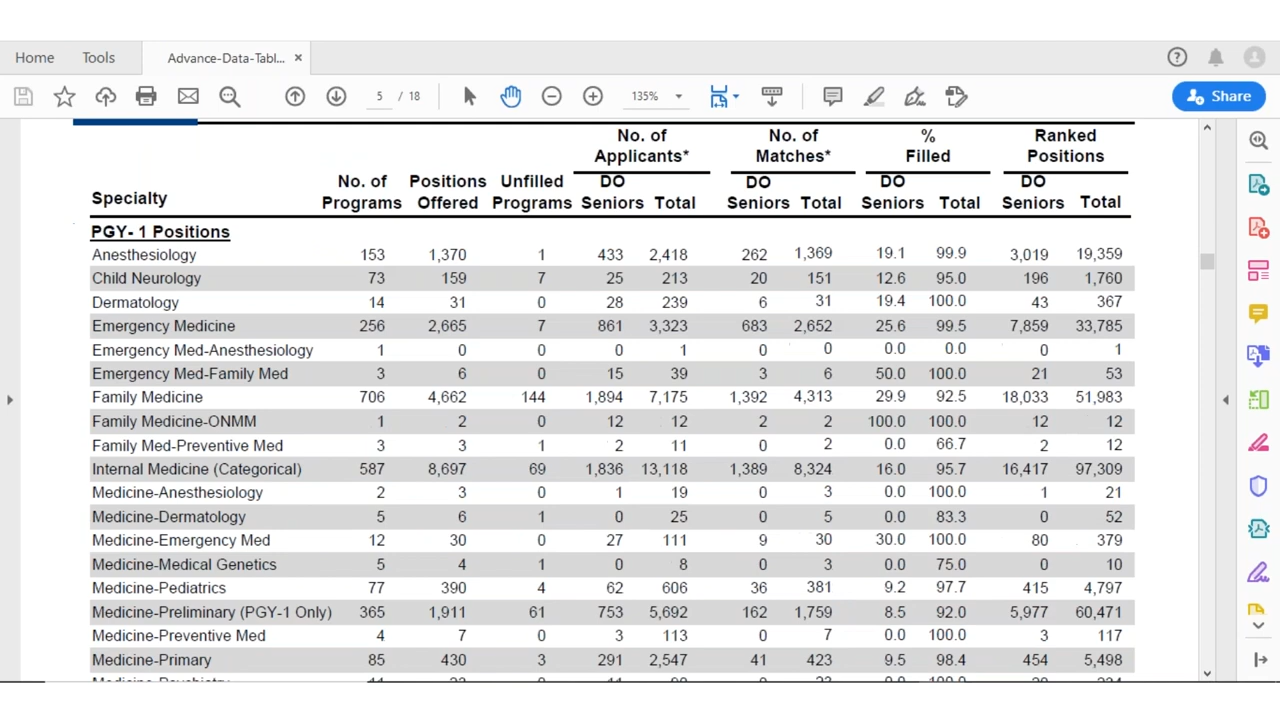 Home Tools Advance-Data-Tabl... ×
5 / 18 135% Share
No. of Applicants* No. of Matches* % Filled Ranked Positions
Specialty No. of Programs Positions Offered Unfilled Programs DO Seniors Total DO Seniors Total DO Seniors Total DO Seniors Total
PGY- 1 Positions
Anesthesiology 153 1,370 1 433 2,418 262 1,369 19.1 99.9 3,019 19,359
Child Neurology 73 159 7 25 213 20 151 12.6 95.0 196 1,760
Dermatology 14 31 0 28 239 6 31 19.4 100.0 43 367
Emergency Medicine 256 2,665 7 861 3,323 683 2,652 25.6 99.5 7,859 33,785
Emergency Med-Anesthesiology 1 0 0 0 1 0 0 0.0 0.0 0 1
Emergency Med-Family Med 3 6 0 15 39 3 6 50.0 100.0 21 53
Family Medicine 706 4,662 144 1,894 7,175 1,392 4,313 29.9 92.5 18,033 51,983
Family Medicine-ONMM 1 2 0 12 12 2 2 100.0 100.0 12 12
Family Med-Preventive Med 3 3 1 2 11 0 2 0.0 66.7 2 12
Internal Medicine (Categorical) 587 8,697 69 1,836 13,118 1,389 8,324 16.0 95.7 16,417 97,309
Medicine-Anesthesiology 2 3 0 1 19 0 3 0.0 100.0 1 21
Medicine-Dermatology 5 6 1 0 25 0 5 0.0 83.3 0 52
Medicine-Emergency Med 12 30 0 27 111 9 30 30.0 100.0 80 379
Medicine-Medical Genetics 5 4 1 0 8 0 3 0.0 75.0 0 10
Medicine-Pediatrics 77 390 4 62 606 36 381 9.2 97.7 415 4,797
Medicine-Preliminary (PGY-1 Only) 365 1,911 61 753 5,692 162 1,759 8.5 92.0 5,977 60,471
Medicine-Preventive Med 4 7 0 3 113 0 7 0.0 100.0 3 117
Medicine-Primary 85 430 3 291 2,547 41 423 9.5 98.4 454 5,498